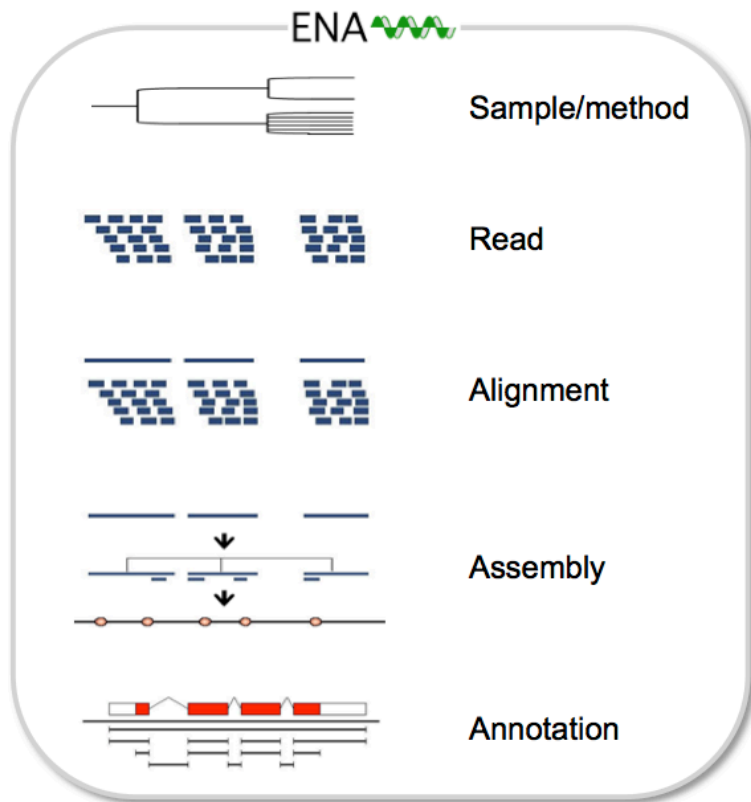 ENA
Sample/method
Read
Alignment
Assembly
Annotation